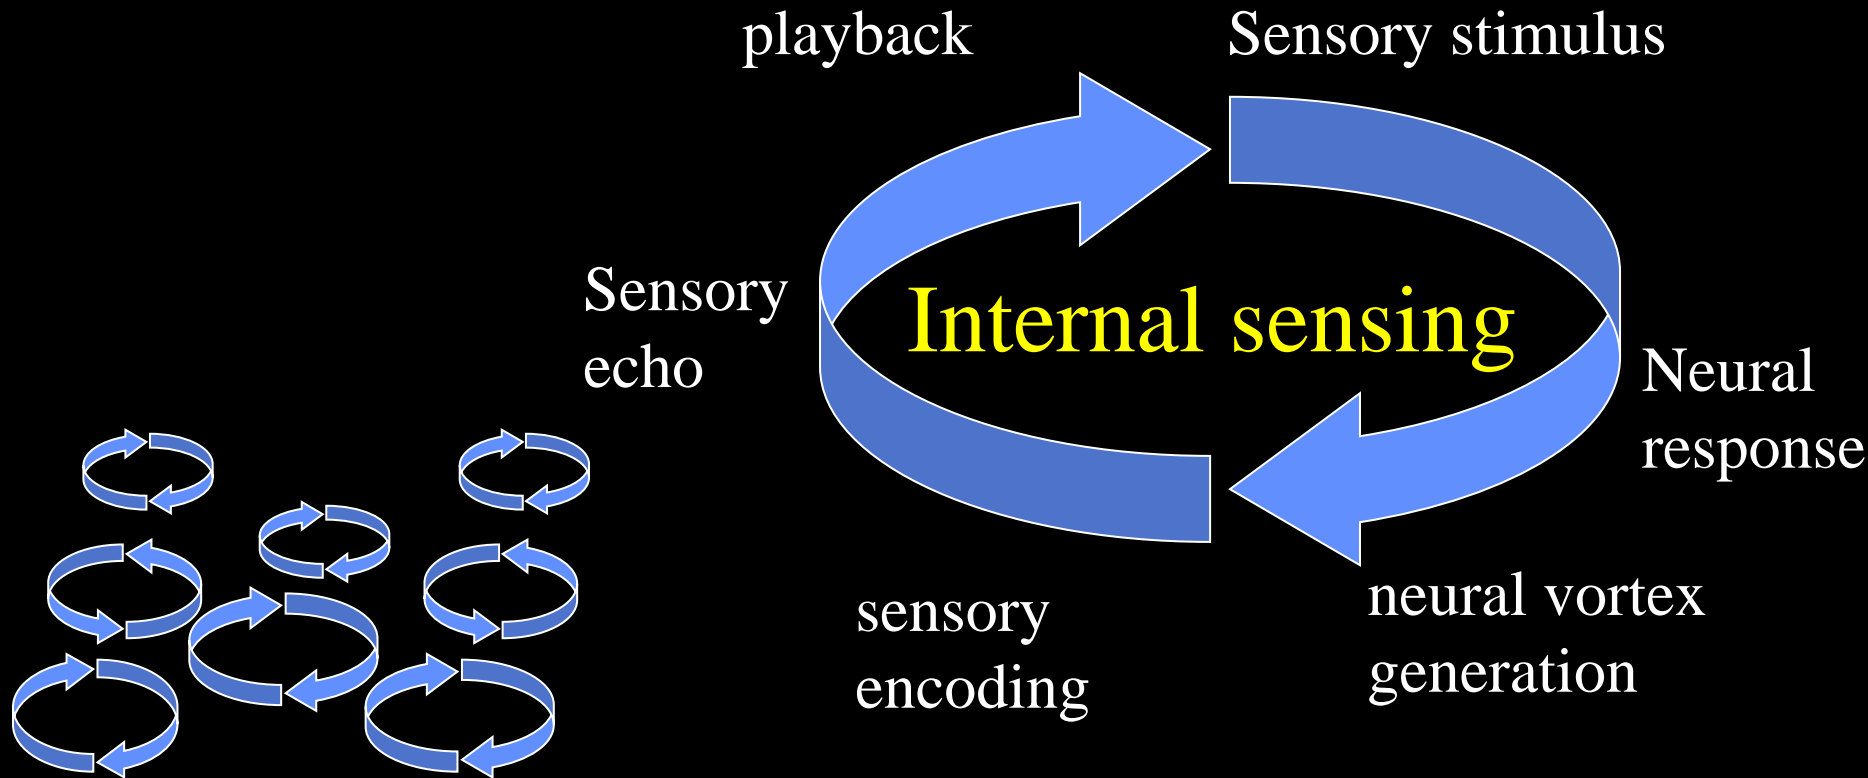 playback
Sensory stimulus
Sensory
echo
Internal sensing
Neural
response
sensory
encoding
neural vortex
generation